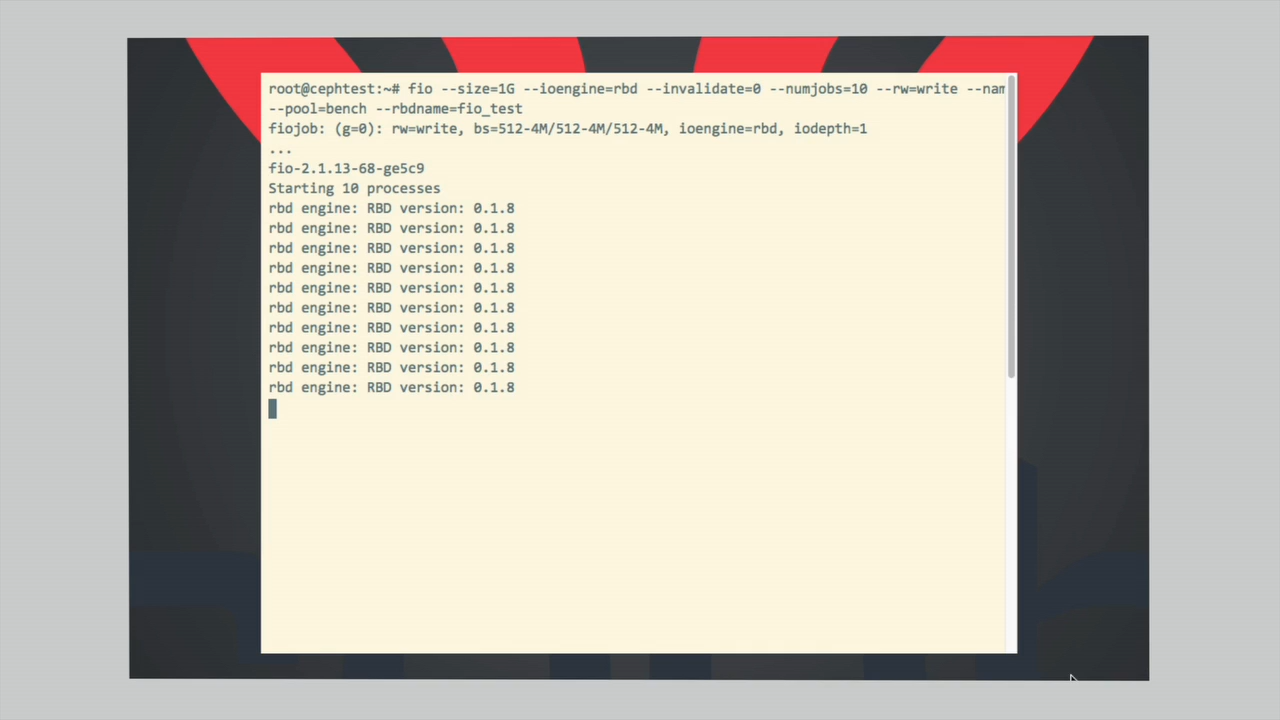 root@cephtest:~# fio --size=1G --ioengine=rbd --invalidate=0 --numjobs=10 --rw=write
--pool=bench --rbdname=fio_test
fiojob: (g=0): rw=write, bs=512-4M/512-4M/512-4M, ioengine=rbd, iodepth=1
...
fio-2.1.13-68-ge5c9
Starting 10 processes
rbd engine: RBD version: 0.1.8
rbd engine: RBD version: 0.1.8
rbd engine: RBD version: 0.1.8
rbd engine: RBD version: 0.1.8
rbd engine: RBD version: 0.1.8
rbd engine: RBD version: 0.1.8
rbd engine: RBD version: 0.1.8
rbd engine: RBD version: 0.1.8
rbd engine: RBD version: 0.1.8
rbd engine: RBD version: 0.1.8